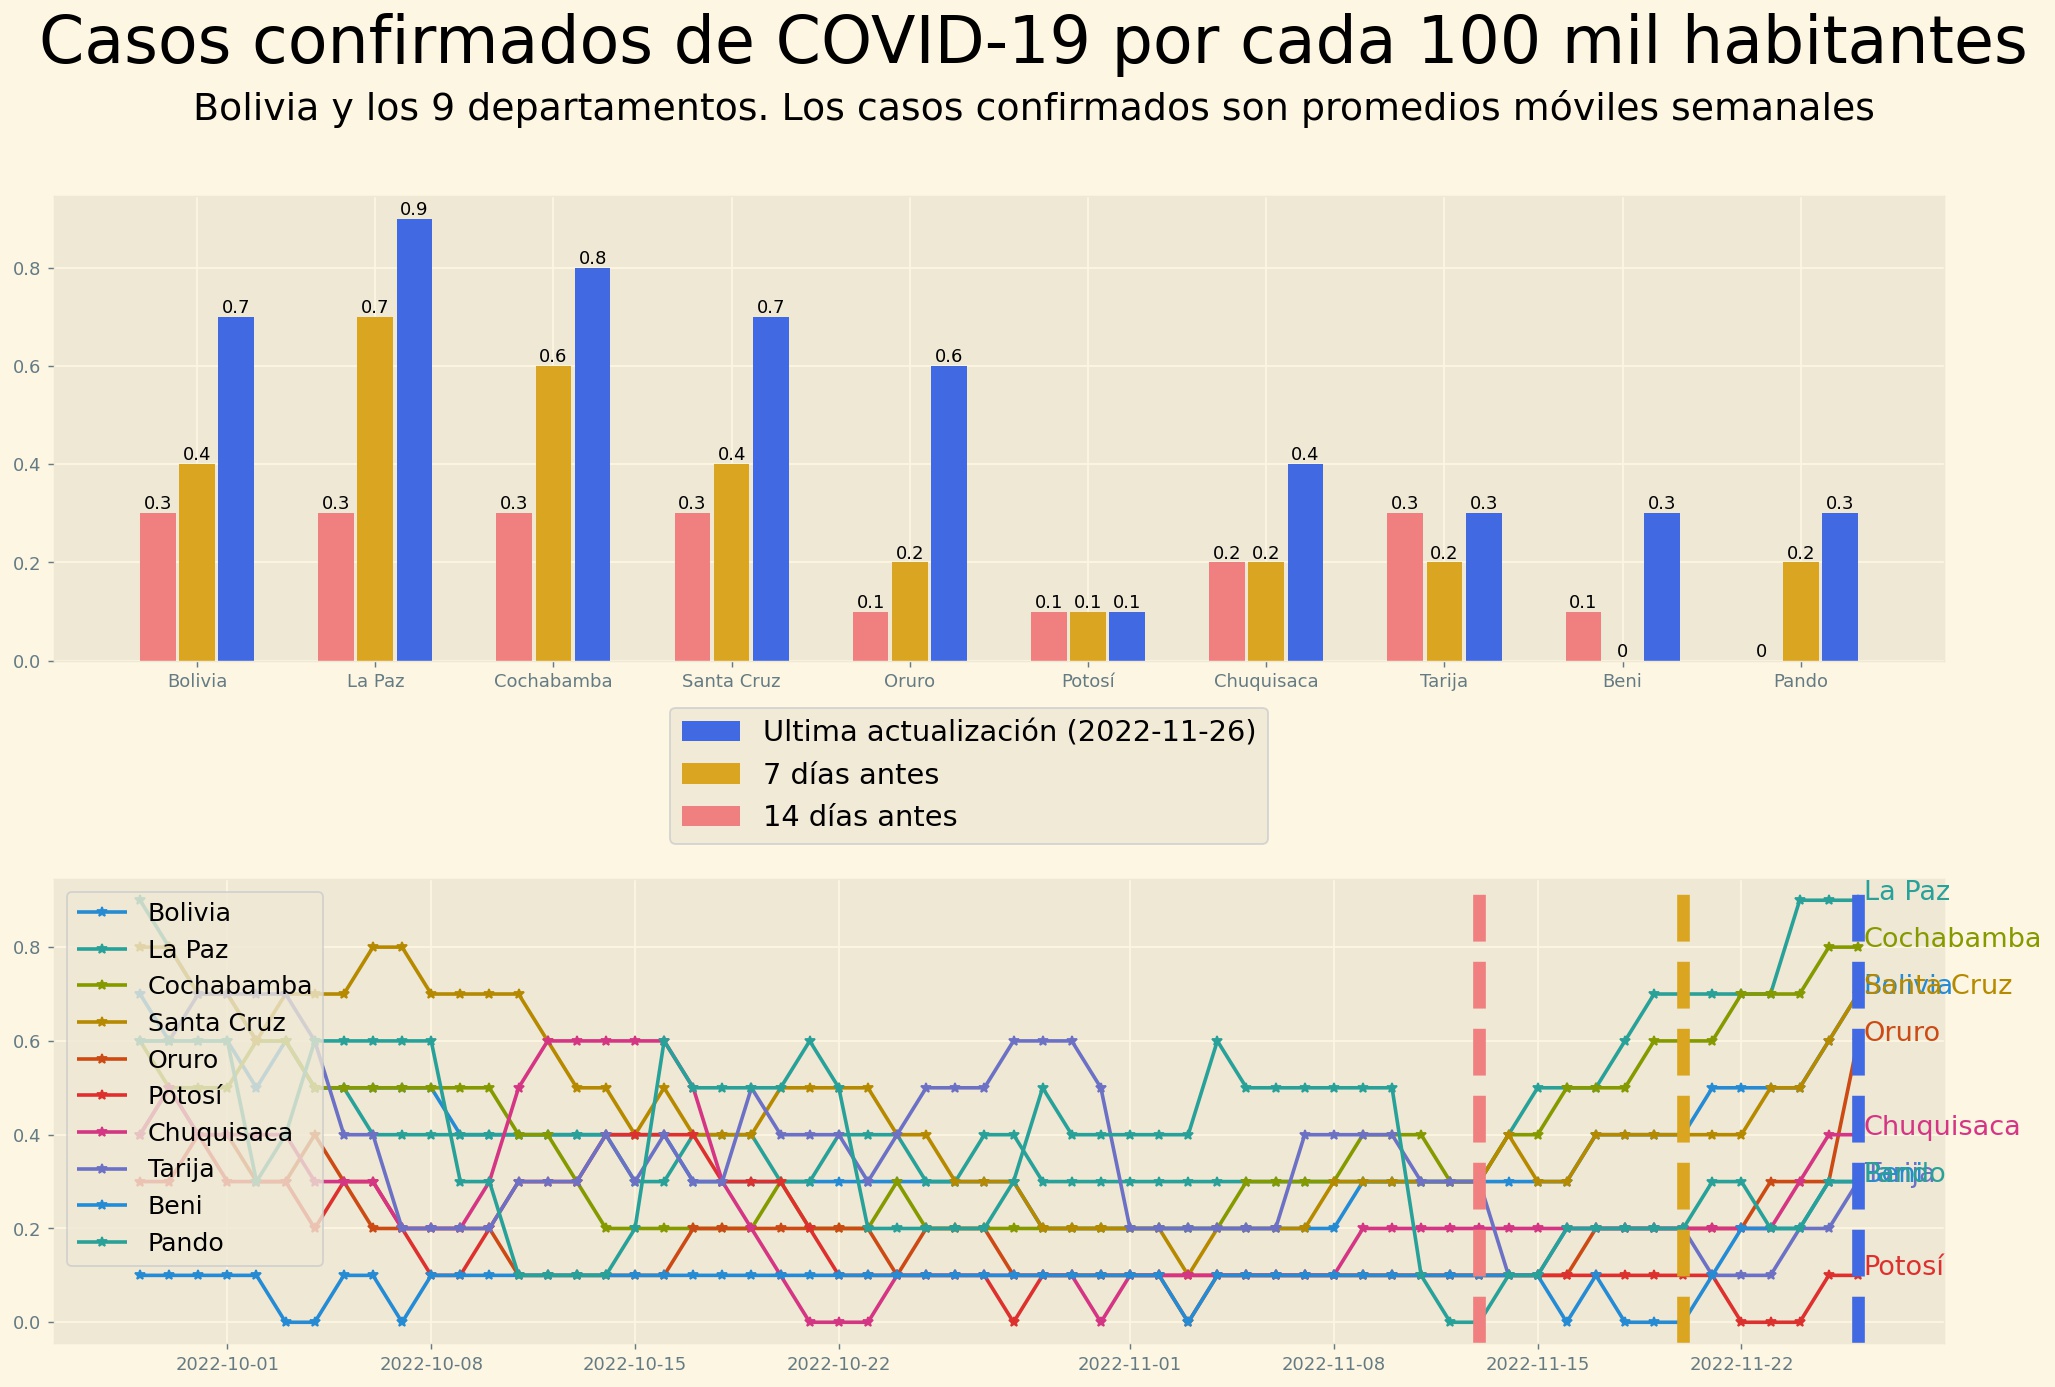 Casos confirmados de COVID-19 por cada 100 mil habitantes
Bolivia y los 9 departamentos. Los casos confirmados son promedios móviles semanales
0.9
0.8
0.8
0.7
0.7
0.7
0.6
0.6
0.6
0.4
0.4
0.4
0.4
0.3
0.3
0.3
0.3
0.3
0.3
0.3
0.3
0.2
0.2
0.2
0.2
0.2
0.2
0.1
0.1
0.1
0.1
0.1
0.0
0
0
Bolivia
La Paz
Cochabamba
Santa Cruz
Oruro
Potosí
Chuquisaca
Tarija
Beni
Pando
Ultima actualización (2022-11-26)
7 días antes
14 días antes
Bolivia
La Paz
Cochabamba
Santa Cruz
Oruro
Potosí
Chuquisaca
Tarija
Beni
Pando
0.8
0.6
0.4
0.2
0.0
La Paz
Cochabamba
Bolivia
Santa Cruz
Oruro
Chuquisaca
Tarija
Beni
Pando
Potosí
2022-10-01
2022-10-08
2022-10-15
2022-10-22
2022-11-01
2022-11-08
2022-11-15
2022-11-22